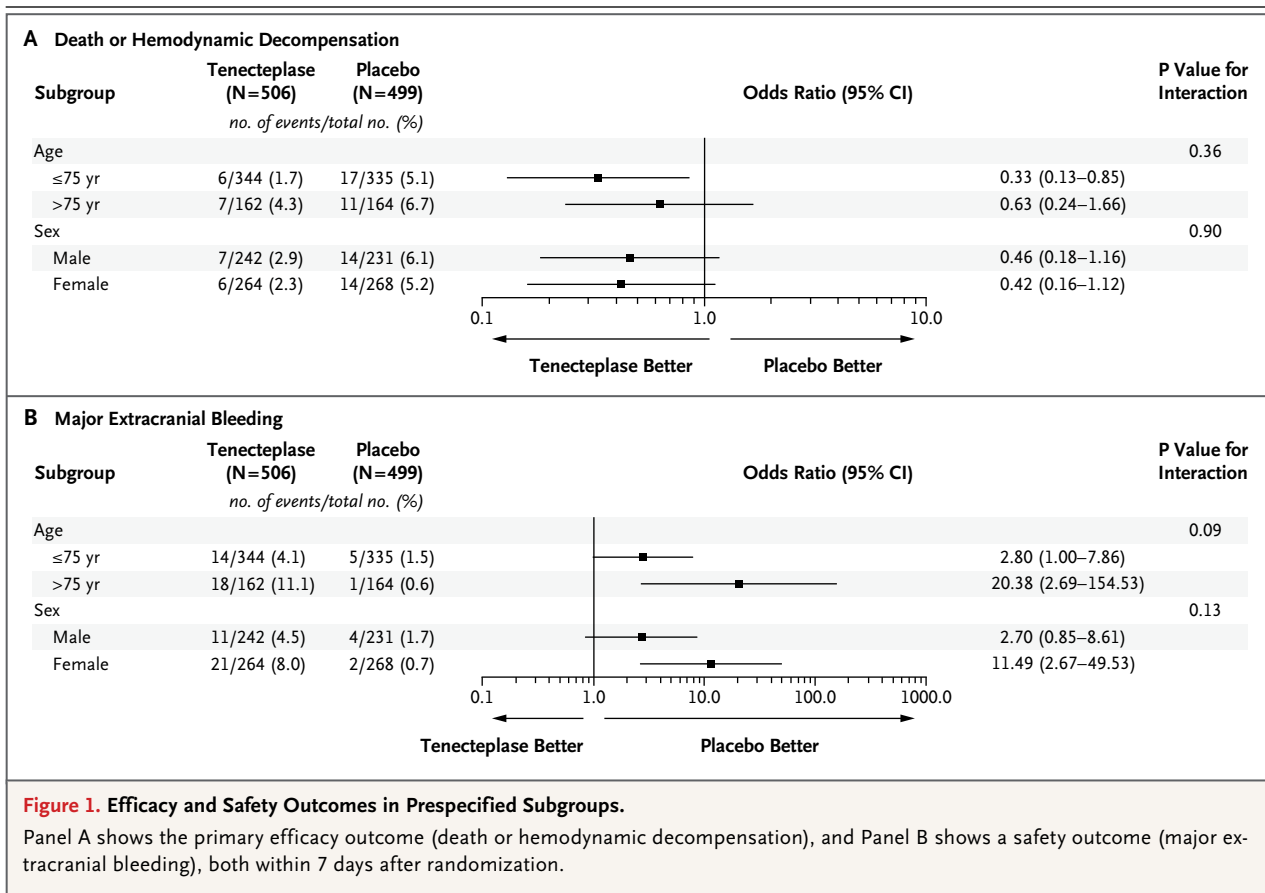 A Death or Hemodynamic Decompensation
Subgroup Tenecteplase (N=506) Placebo (N=499) Odds Ratio (95% CI) P Value for Interaction
no. of events/total no. (%)
Age 0.36
≤75 yr 6/344 (1.7) 17/335 (5.1) 0.33 (0.13–0.85)
>75 yr 7/162 (4.3) 11/164 (6.7) 0.63 (0.24–1.66)
Sex 0.90
Male 7/242 (2.9) 14/231 (6.1) 0.46 (0.18–1.16)
Female 6/264 (2.3) 14/268 (5.2) 0.42 (0.16–1.12)
0.1 1.0 10.0
Tenecteplase Better Placebo Better
B Major Extracranial Bleeding
Subgroup Tenecteplase (N=506) Placebo (N=499) Odds Ratio (95% CI) P Value for Interaction
no. of events/total no. (%)
Age 0.09
≤75 yr 14/344 (4.1) 5/335 (1.5) 2.80 (1.00–7.86)
>75 yr 18/162 (11.1) 1/164 (0.6) 20.38 (2.69–154.53)
Sex 0.13
Male 11/242 (4.5) 4/231 (1.7) 2.70 (0.85–8.61)
Female 21/264 (8.0) 2/268 (0.7) 11.49 (2.67–49.53)
0.1 1.0 10.0 100.0 1000.0
Tenecteplase Better Placebo Better
Figure 1. Efficacy and Safety Outcomes in Prespecified Subgroups.
Panel A shows the primary efficacy outcome (death or hemodynamic decompensation), and Panel B shows a safety outcome (major ex-
tracranial bleeding), both within 7 days after randomization.